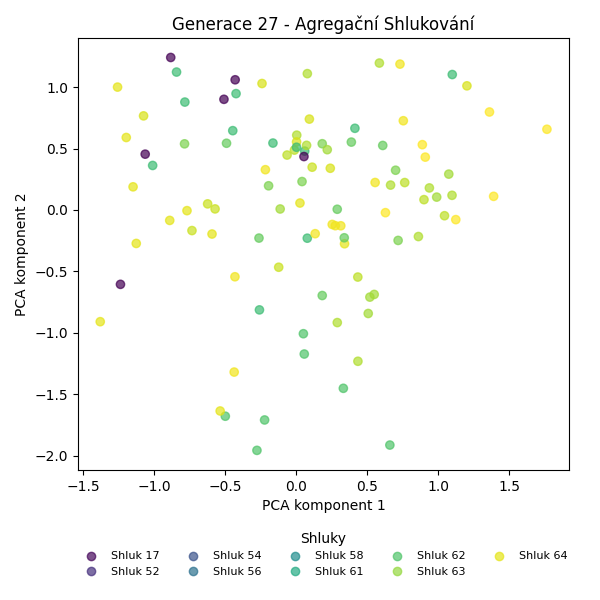 Generace 27 - Agregační Shlukování
PCA komponent 2
1.0
0.5
0.0
−0.5
−1.0
−1.5
−2.0
−1.5 −1.0 −0.5 0.0 0.5 1.0 1.5
PCA komponent 1
Shluky
Shluk 17 Shluk 54 Shluk 58 Shluk 62 Shluk 64
Shluk 52 Shluk 56 Shluk 61 Shluk 63